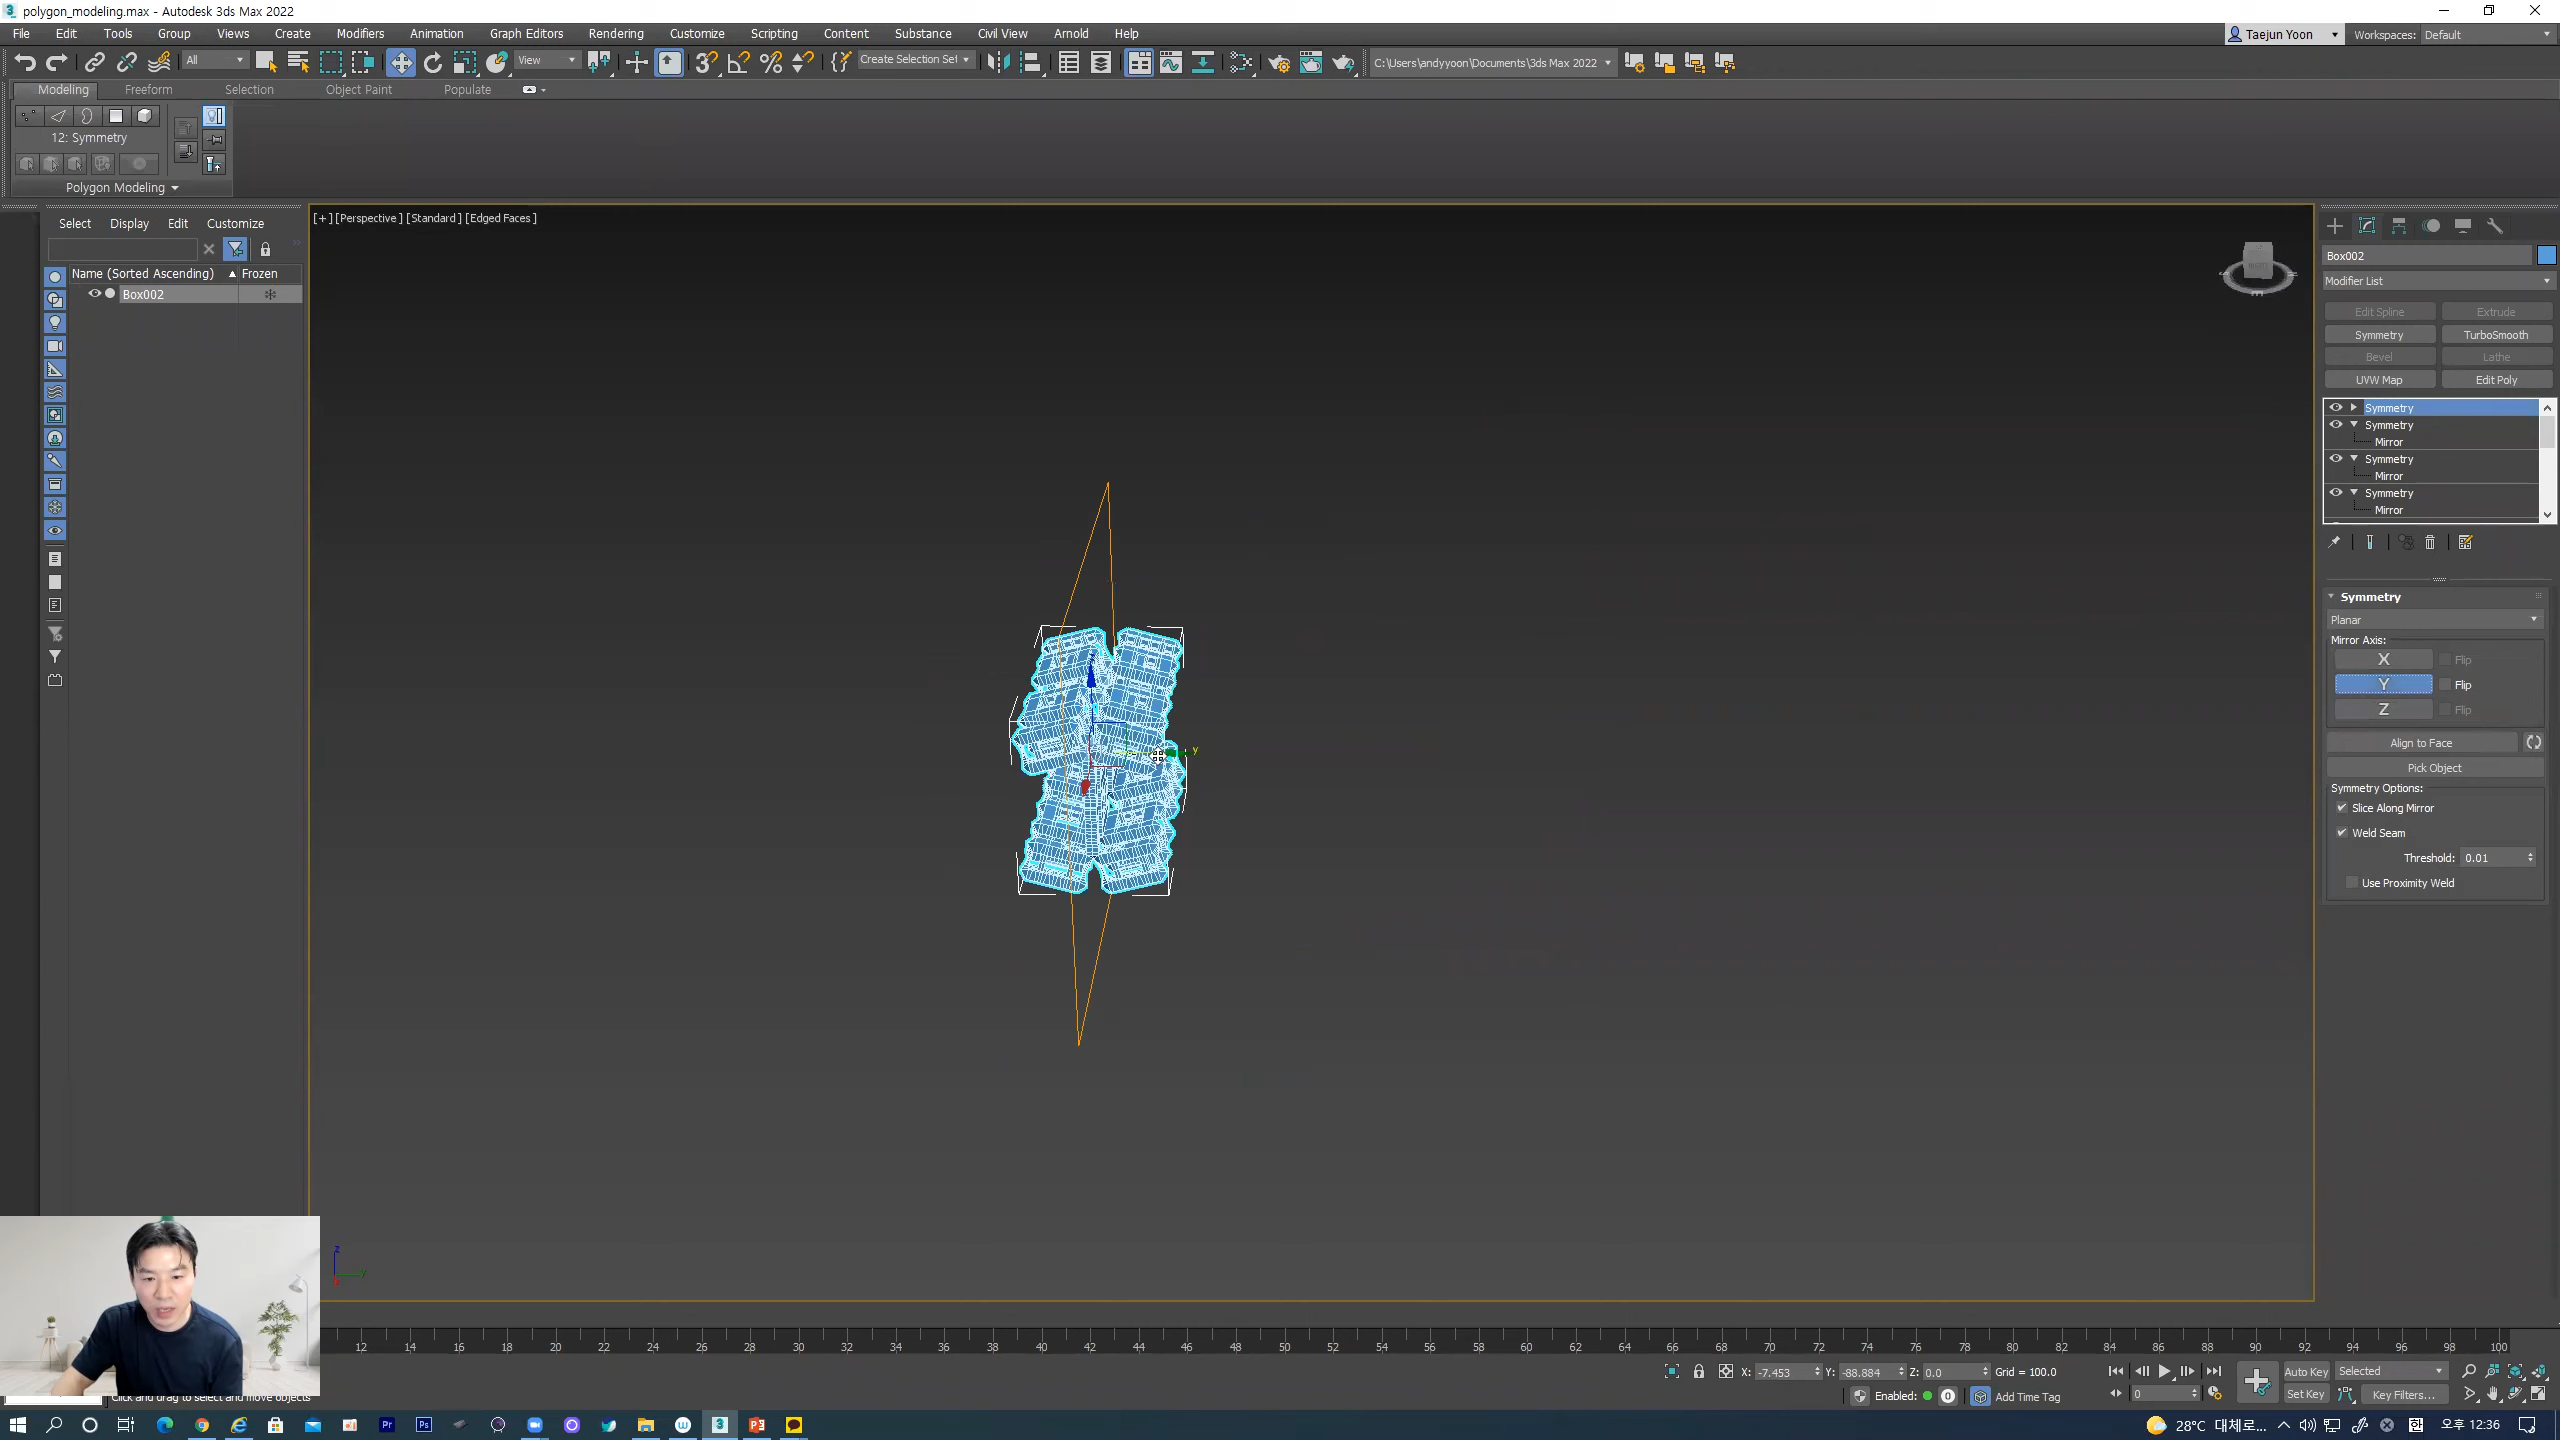 polygon_modeling.max - Autodesk 3ds Max 2022
File Edit Tools Group Views Create Modifiers Animation Graph Editors Rendering Customize Scripting Content Substance Civil View Arnold Help
Taejun Yoon Workspaces: Default
All View Create Selection Set C:\Users\andyyoon\Documents\3ds Max 2022
Modeling Freeform Selection Object Paint Populate
12: Symmetry
Polygon Modeling
Select Display Edit Customize
Name (Sorted Ascending) Frozen
Box002
[+] [Perspective] [Standard] [Edged Faces]
y
z
Box002
Modifier List
Edit Spline Extrude
Symmetry TurboSmooth
Bevel Lathe
UVW Map Edit Poly
Symmetry
Symmetry
Mirror
Symmetry
Mirror
Symmetry
Mirror
Symmetry
Planar
Mirror Axis:
X Flip
Y Flip
Z Flip
Align to Face
Pick Object
Symmetry Options:
Slice Along Mirror
Weld Seam
Threshold: 0.01
Use Proximity Weld
12 14 16 18 20 22 24 26 28 30 32 34 36 38 40 42 44 46 48 50 52 54 56 58 60 62 64 66 68 70 72 74 76 78 80 82 84 86 88 90 92 94 96 98 100
X: -7.453 Y: -88.884 Z: 0.0 Grid = 100.0 Auto Key Selected
Click and drag to select and move objects Enabled: 0 Add Time Tag 0 Set Key Key Filters...
28°C 대체로... 한 오후 12:36